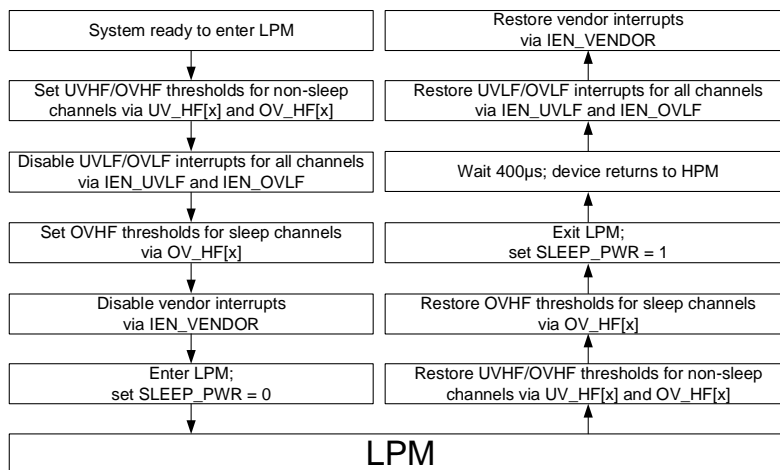 System ready to enter LPM
Set UVHF/OVHF thresholds for non-sleep
channels via UV_HF[x] and OV_HF[x]
Disable UVLF/OVLF interrupts for all channels
via IEN_UVLF and IEN_OVLF
Set OVHF thresholds for sleep channels
via OV_HF[x]
Disable vendor interrupts
via IEN_VENDOR
Enter LPM;
set SLEEP_PWR = 0
LPM
Restore UVHF/OVHF thresholds for non-sleep
channels via UV_HF[x] and OV_HF[x]
Restore OVHF thresholds for sleep channels
via OV_HF[x]
Exit LPM;
set SLEEP_PWR = 1
Wait 400µs; device returns to HPM
Restore UVLF/OVLF interrupts for all channels
via IEN_UVLF and IEN_OVLF
Restore vendor interrupts
via IEN_VENDOR